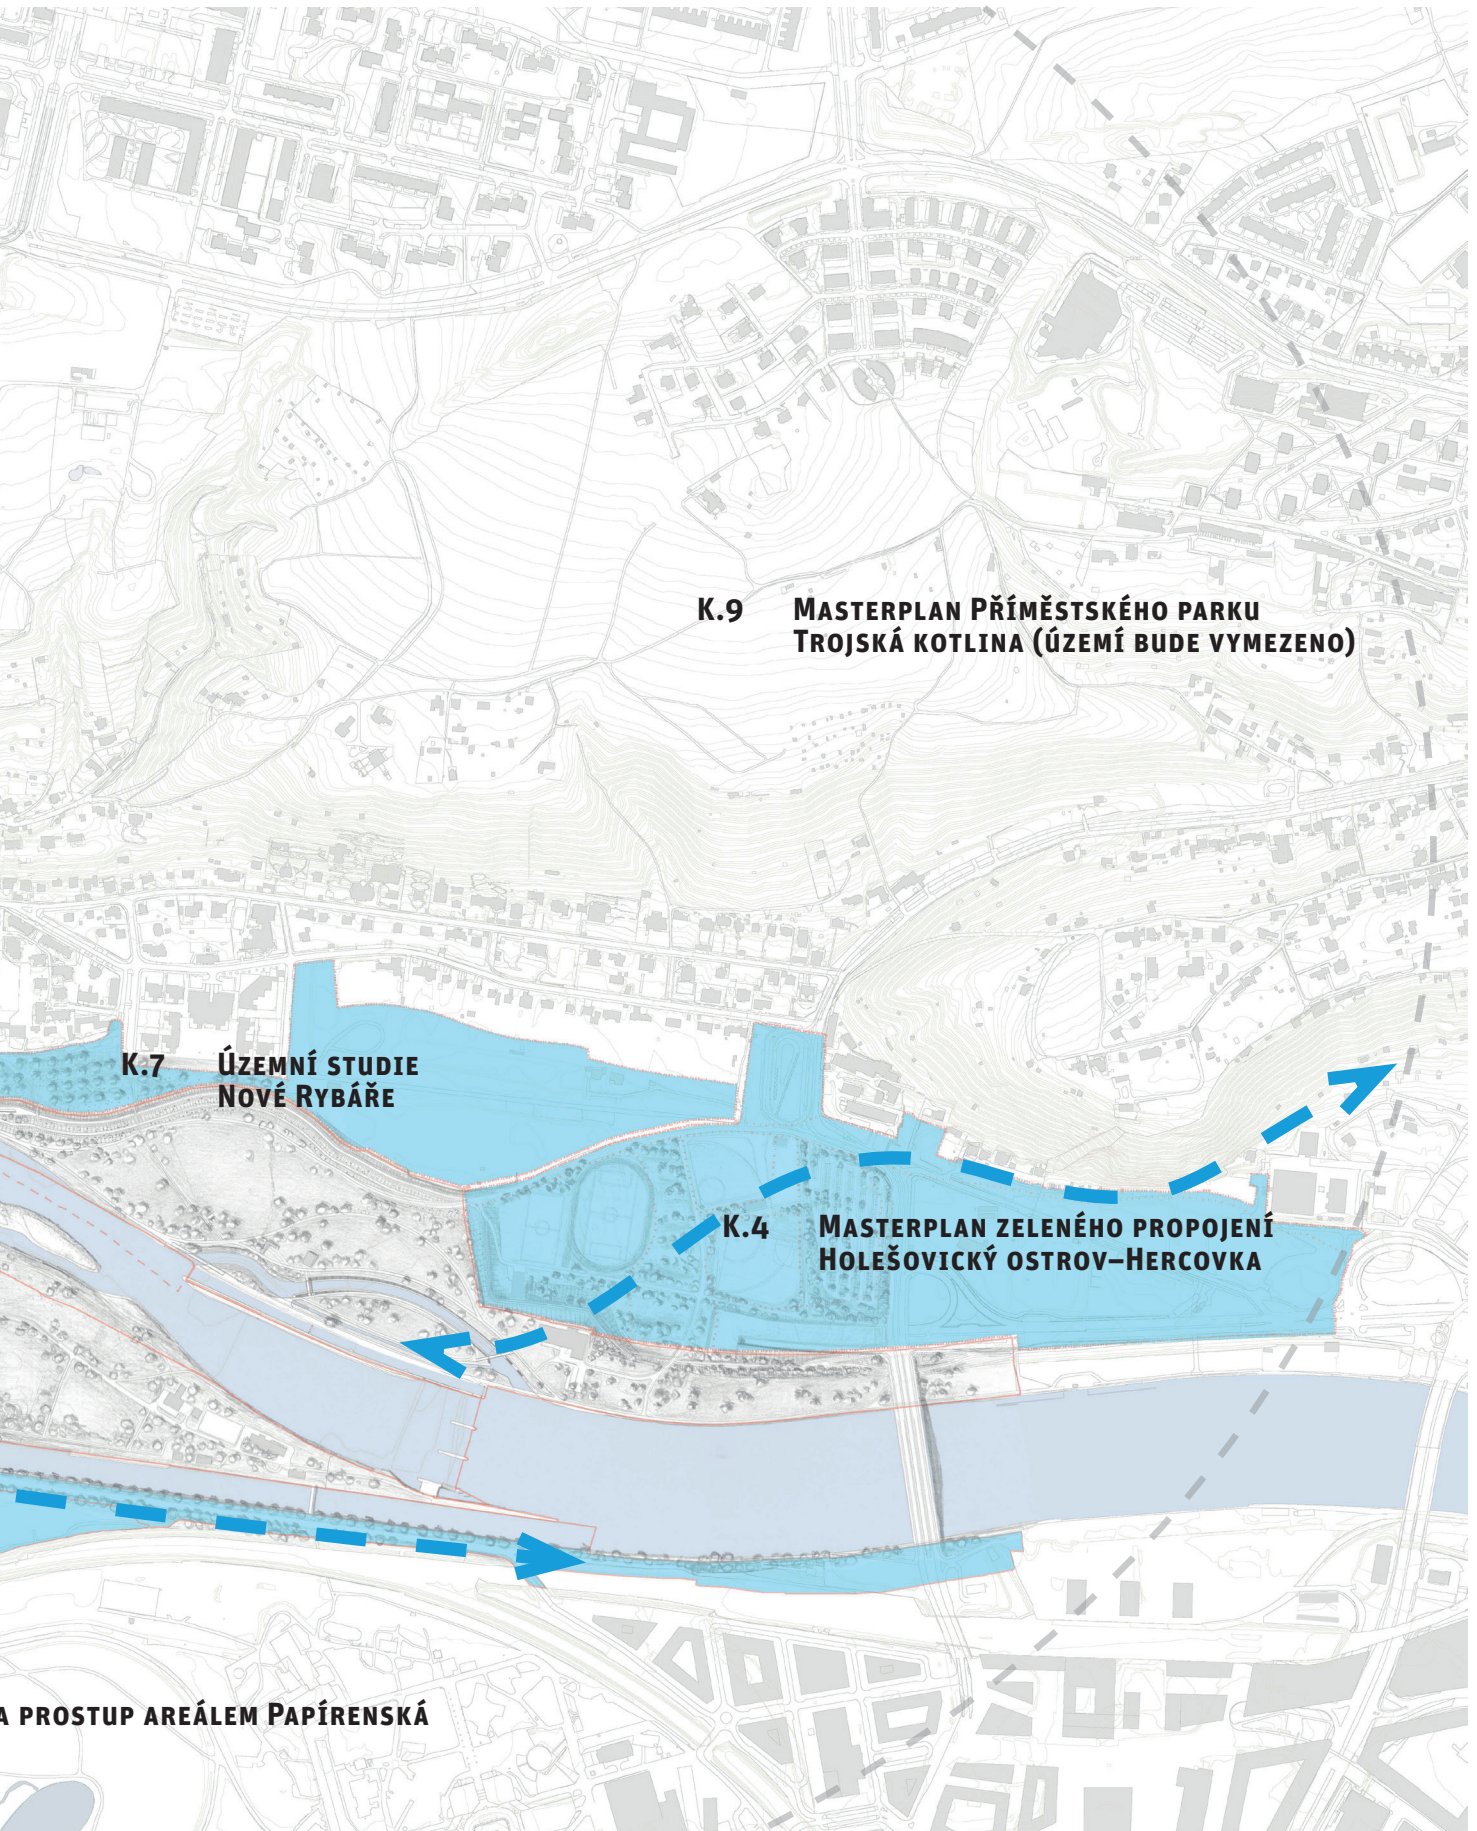 K.9 Masterplan Příměstského parku
Trojská kotlina (území bude vymezeno)
K.7 Územní studie
Nové Rybáře
K.4 Masterplan zeleného propojení
Holešovický ostrov–Hercovka
a prostup areálem Papírenská